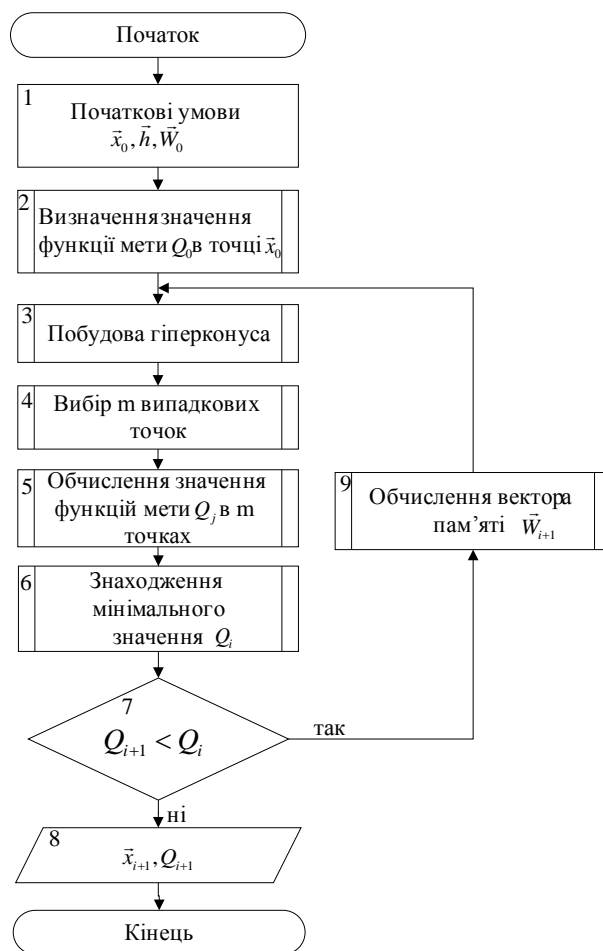 Початок
1
Початкові умови
x⃗₀, h⃗, W⃗₀
2
Визначення значення
функції мети Q₀ в точці x⃗₀
3
Побудова гіперконуса
4
Вибір m випадкових
точок
5
Обчислення значення
функцій мети Qⱼ в m
точках
6
Знаходження
мінімального
значення Qᵢ
7
Qᵢ₊₁ < Qᵢ
так
9
Обчислення вектора
пам’яті W⃗ᵢ₊₁
ні
8
x⃗ᵢ₊₁, Qᵢ₊₁
Кінець